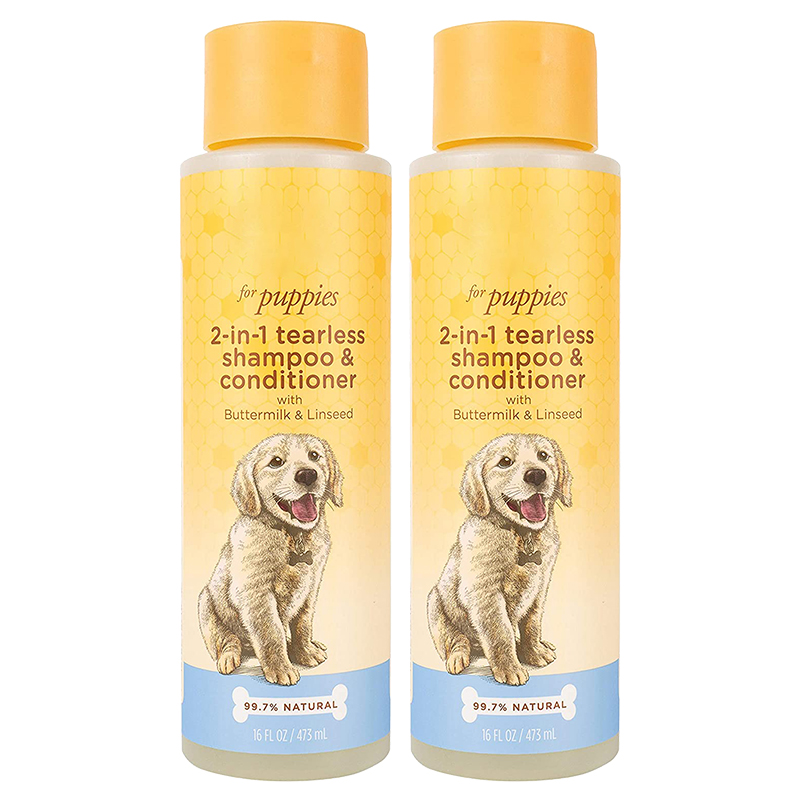 for puppies
2-in-1 tearless
shampoo &
conditioner
with
Buttermilk & Linseed
99.7% NATURAL
16 FL OZ / 473 mL
for puppies
2-in-1 tearless
shampoo &
conditioner
with
Buttermilk & Linseed
99.7% NATURAL
16 FL OZ / 473 mL